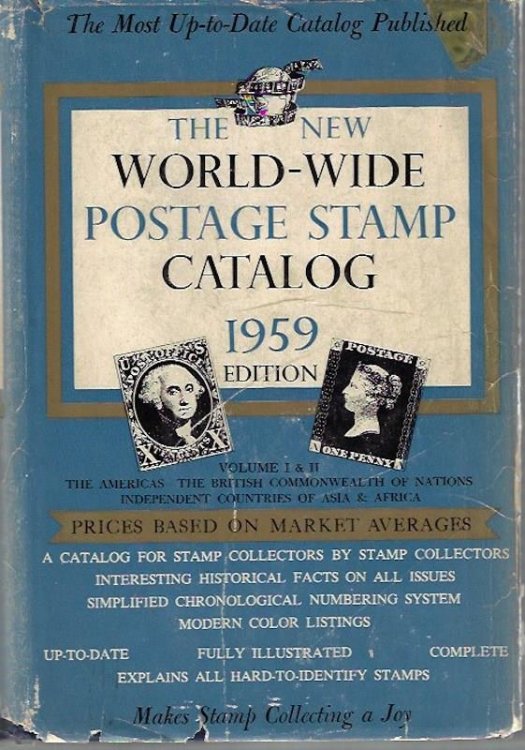 The Most Up-to-Date Catalog Published
THE NEW
WORLD-WIDE
POSTAGE STAMP
CATALOG
1959
EDITION
U.S. POST OFFICE
X X
POSTAGE
ONE PENNY
VOLUME I & II
THE AMERICAS THE BRITISH COMMONWEALTH OF NATIONS
INDEPENDENT COUNTRIES OF ASIA & AFRICA
PRICES BASED ON MARKET AVERAGES
A CATALOG FOR STAMP COLLECTORS BY STAMP COLLECTORS
INTERESTING HISTORICAL FACTS ON ALL ISSUES
SIMPLIFIED CHRONOLOGICAL NUMBERING SYSTEM
MODERN COLOR LISTINGS
UP-TO-DATE FULLY ILLUSTRATED COMPLETE
EXPLAINS ALL HARD-TO-IDENTIFY STAMPS
Makes Stamp Collecting a Joy